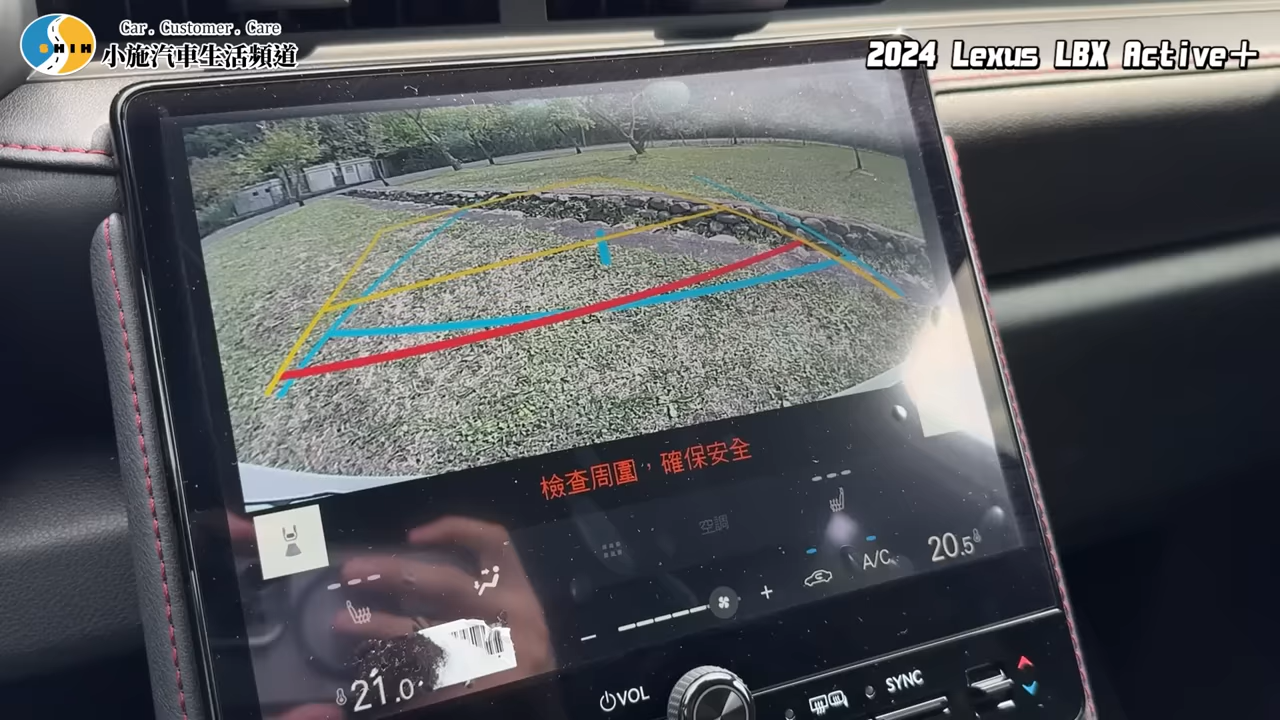 SHIH
Car. Customer. Care
小施汽車生活頻道
2024 Lexus LBX Active+
檢查周圍，確保安全
空調
A/C
20.5
21.0
VOL
SYNC